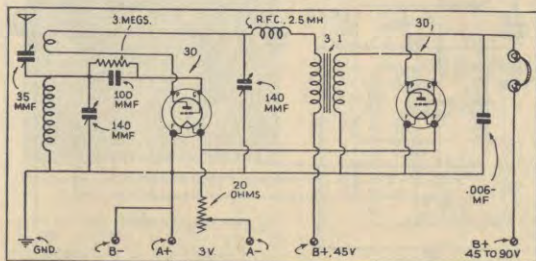 3.MEGS.
R.F.C., 2.5 MH
30
3.1
30
35
MMF
100
MMF
140
MMF
140
MMF
P G
P G
20
OHMS
.006-
MF
GND.
B-
A+
3V.
A-
B+, 45V
B+
45 TO 90V